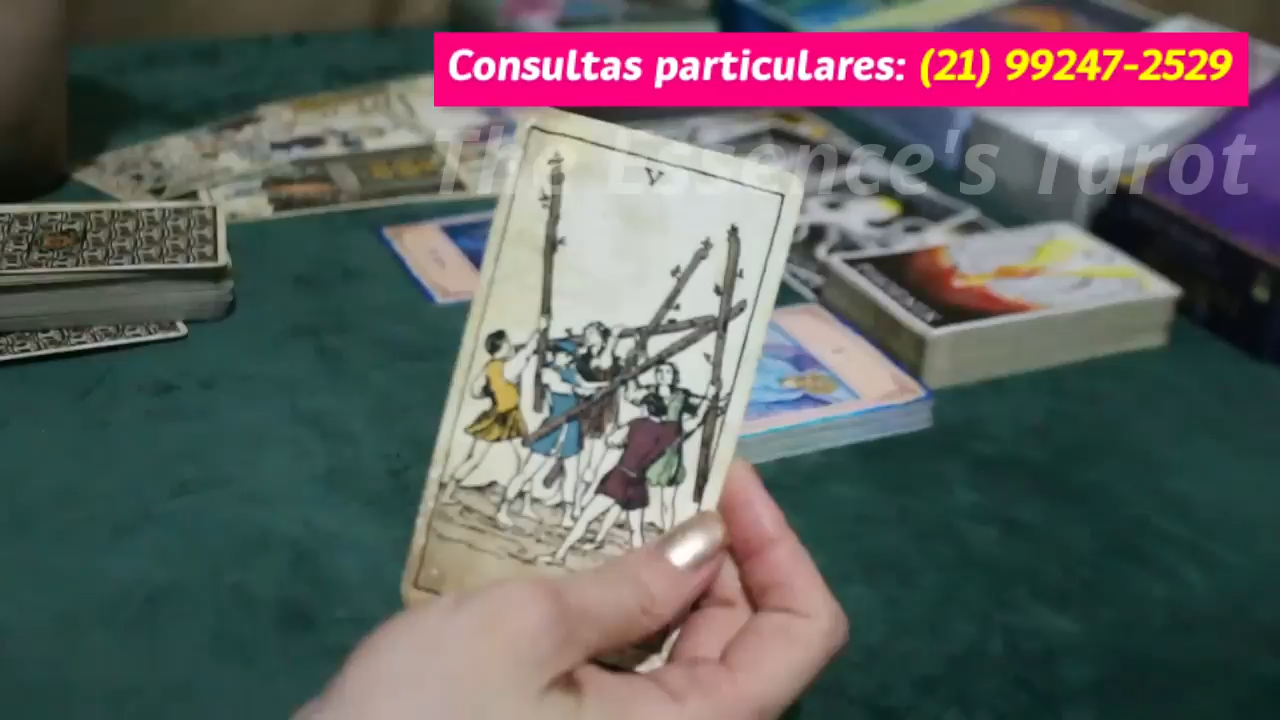 Consultas particulares: (21) 99247-2529
The Essence's Tarot
V